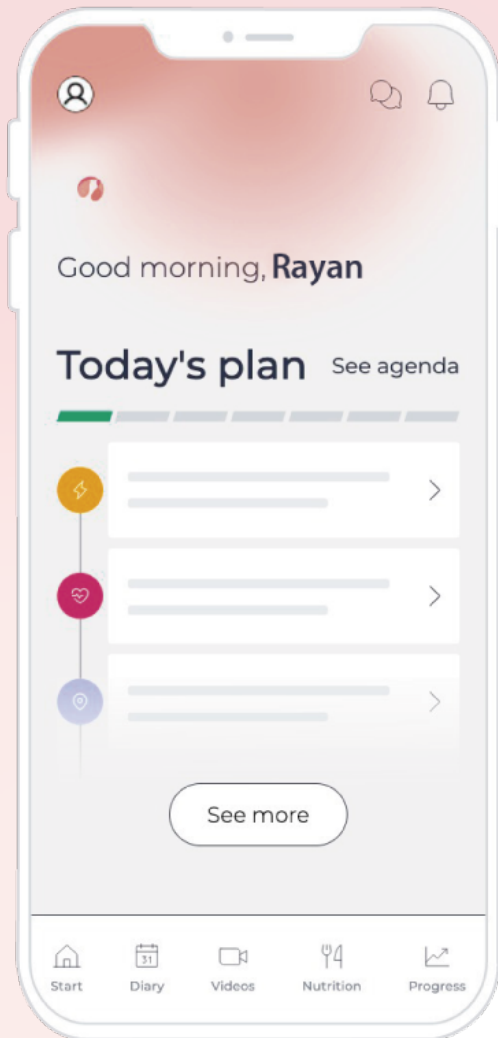 Good morning, Rayan
Today's plan See agenda
See more
31
Start Diary Videos Nutrition Progress